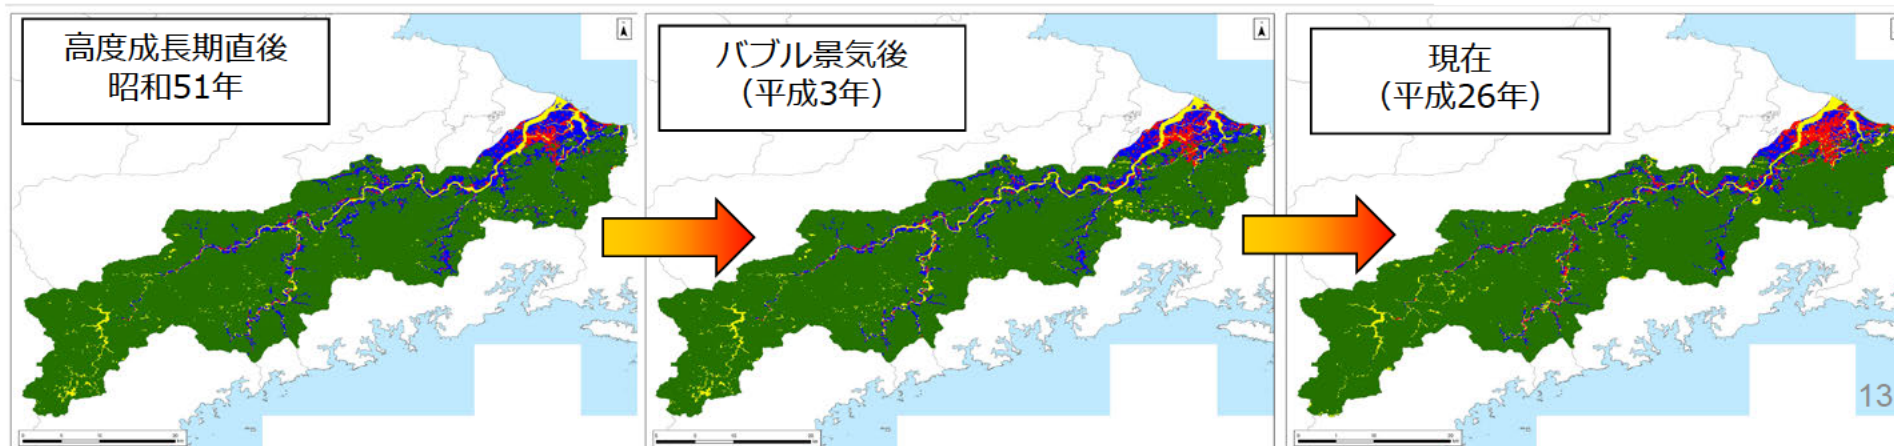 高度成長期直後
昭和51年
バブル景気後
（平成3年）
現在
（平成26年）
13